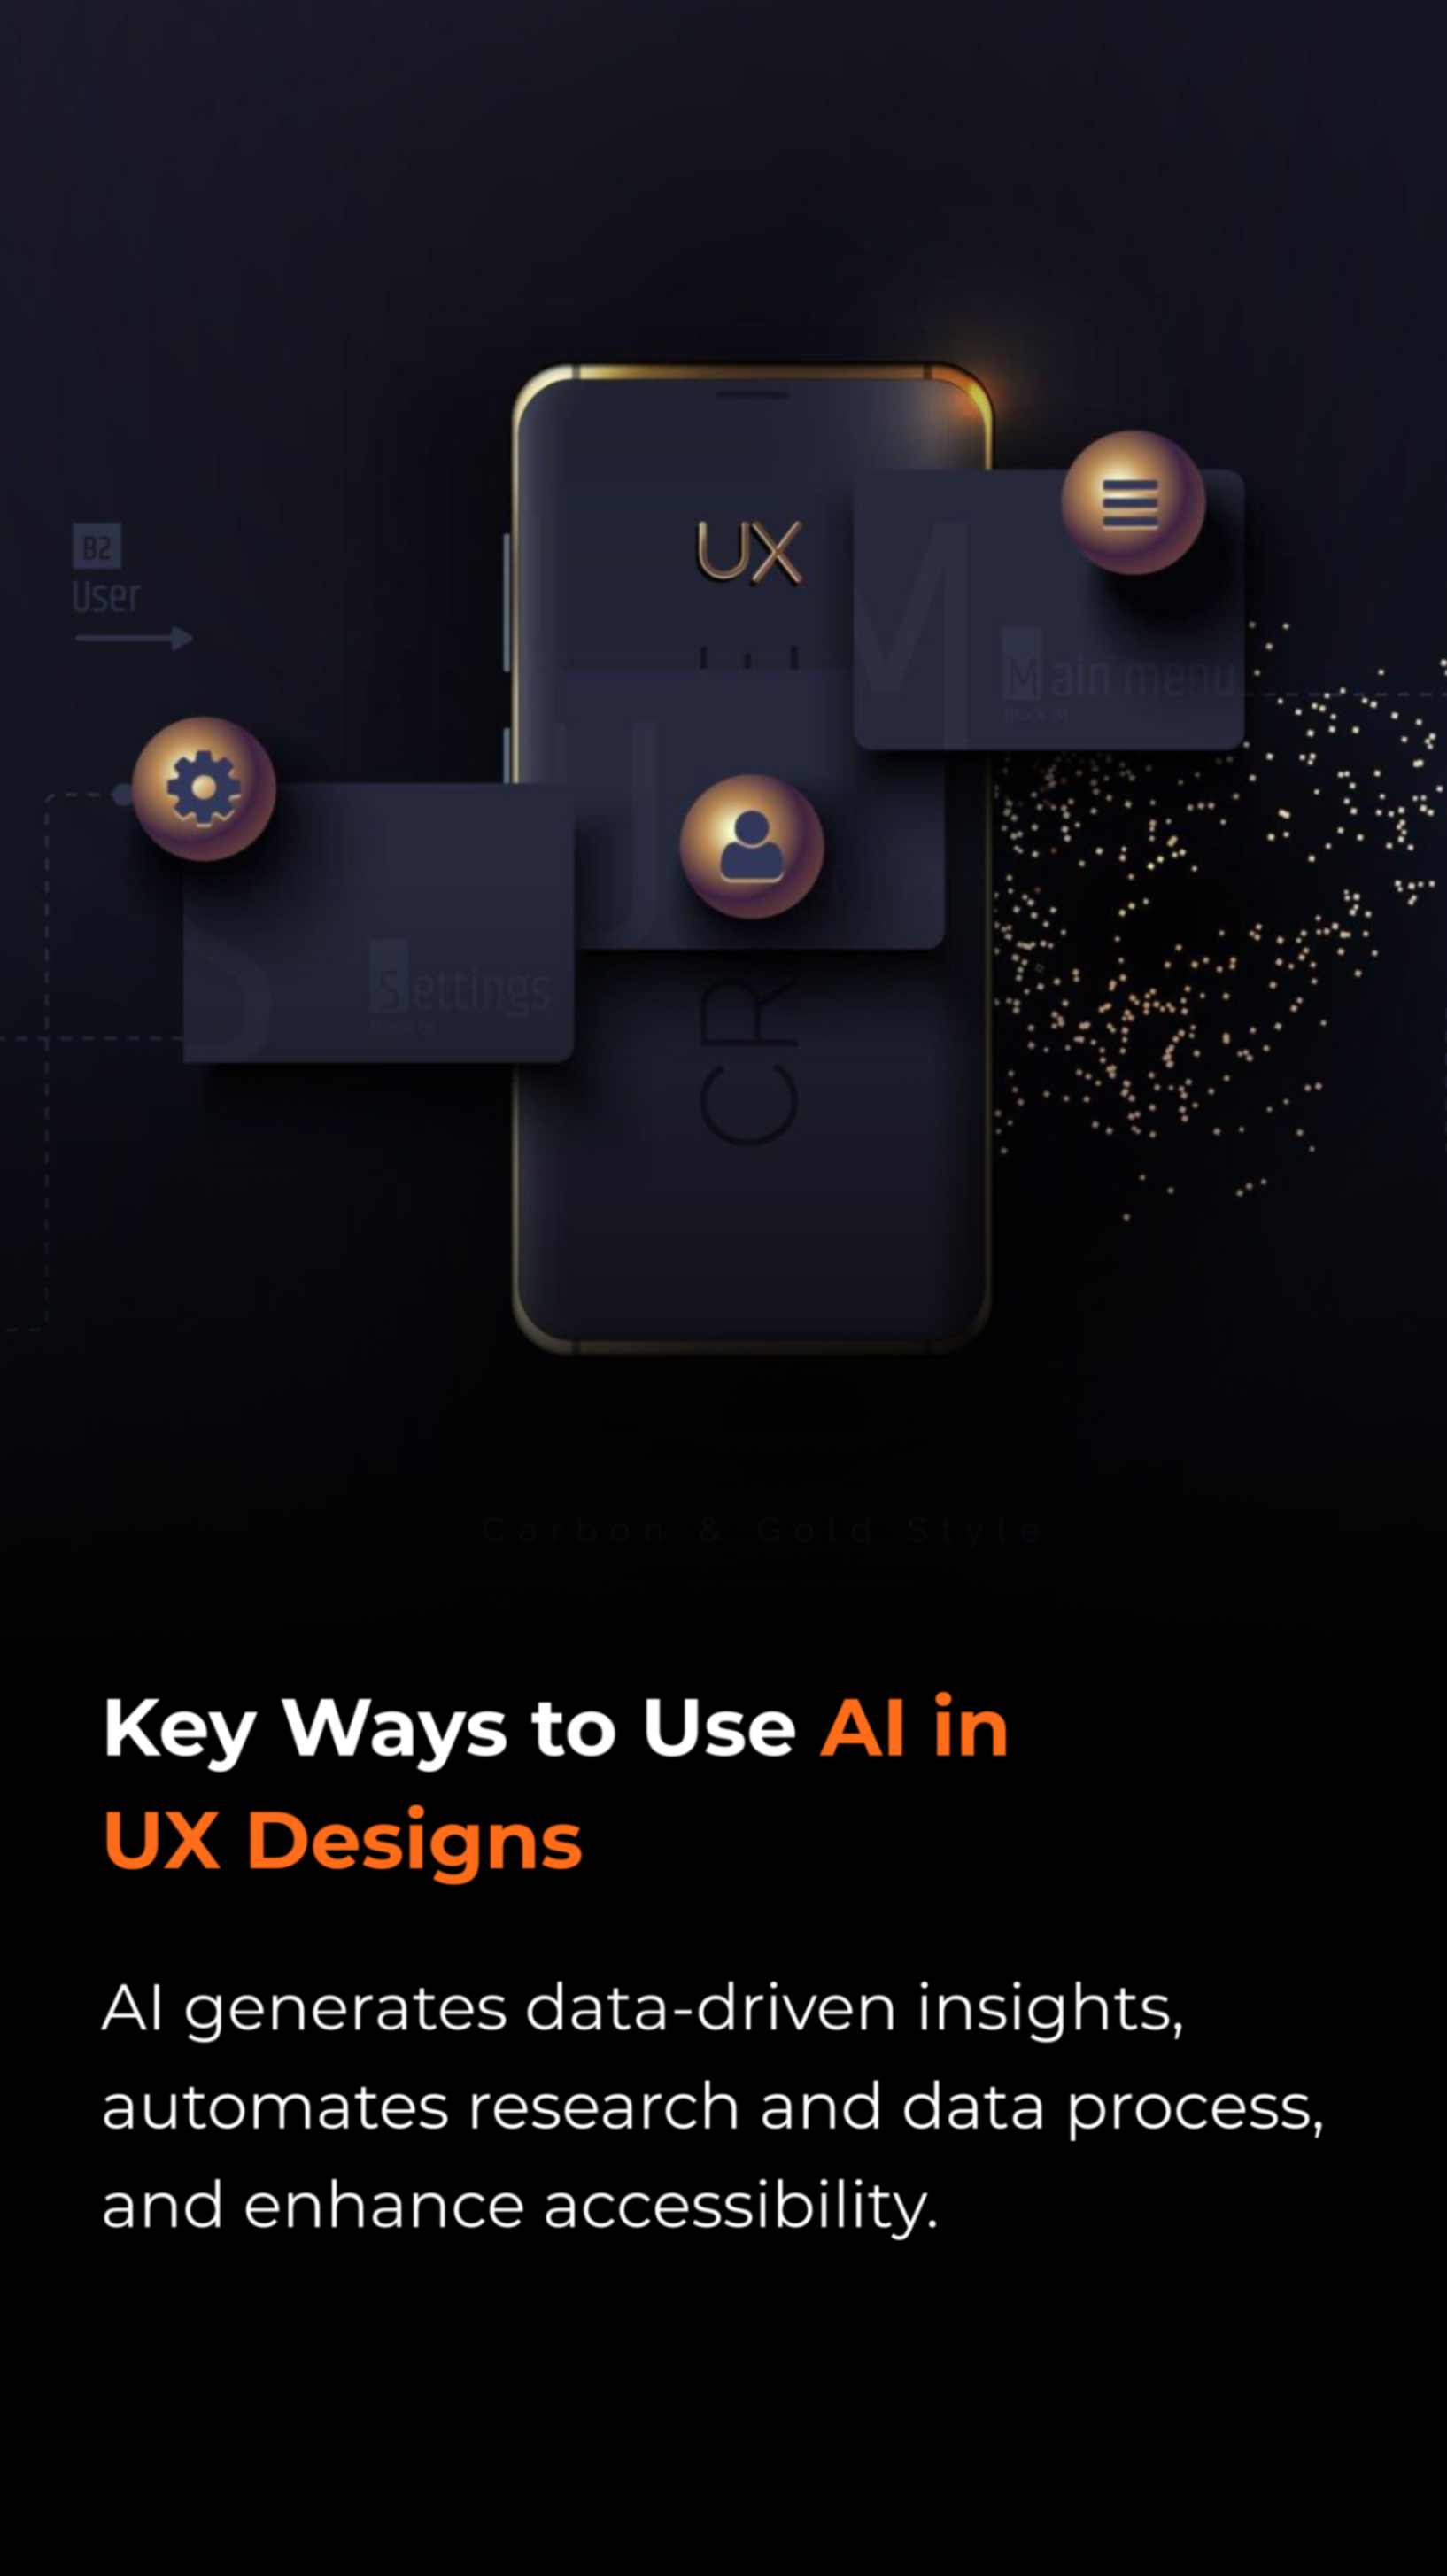 UX
B2
User
Main menu
Settings
CR
Carbon & Gold Style
Key Ways to Use AI in
UX Designs
AI generates data-driven insights,
automates research and data process,
and enhance accessibility.